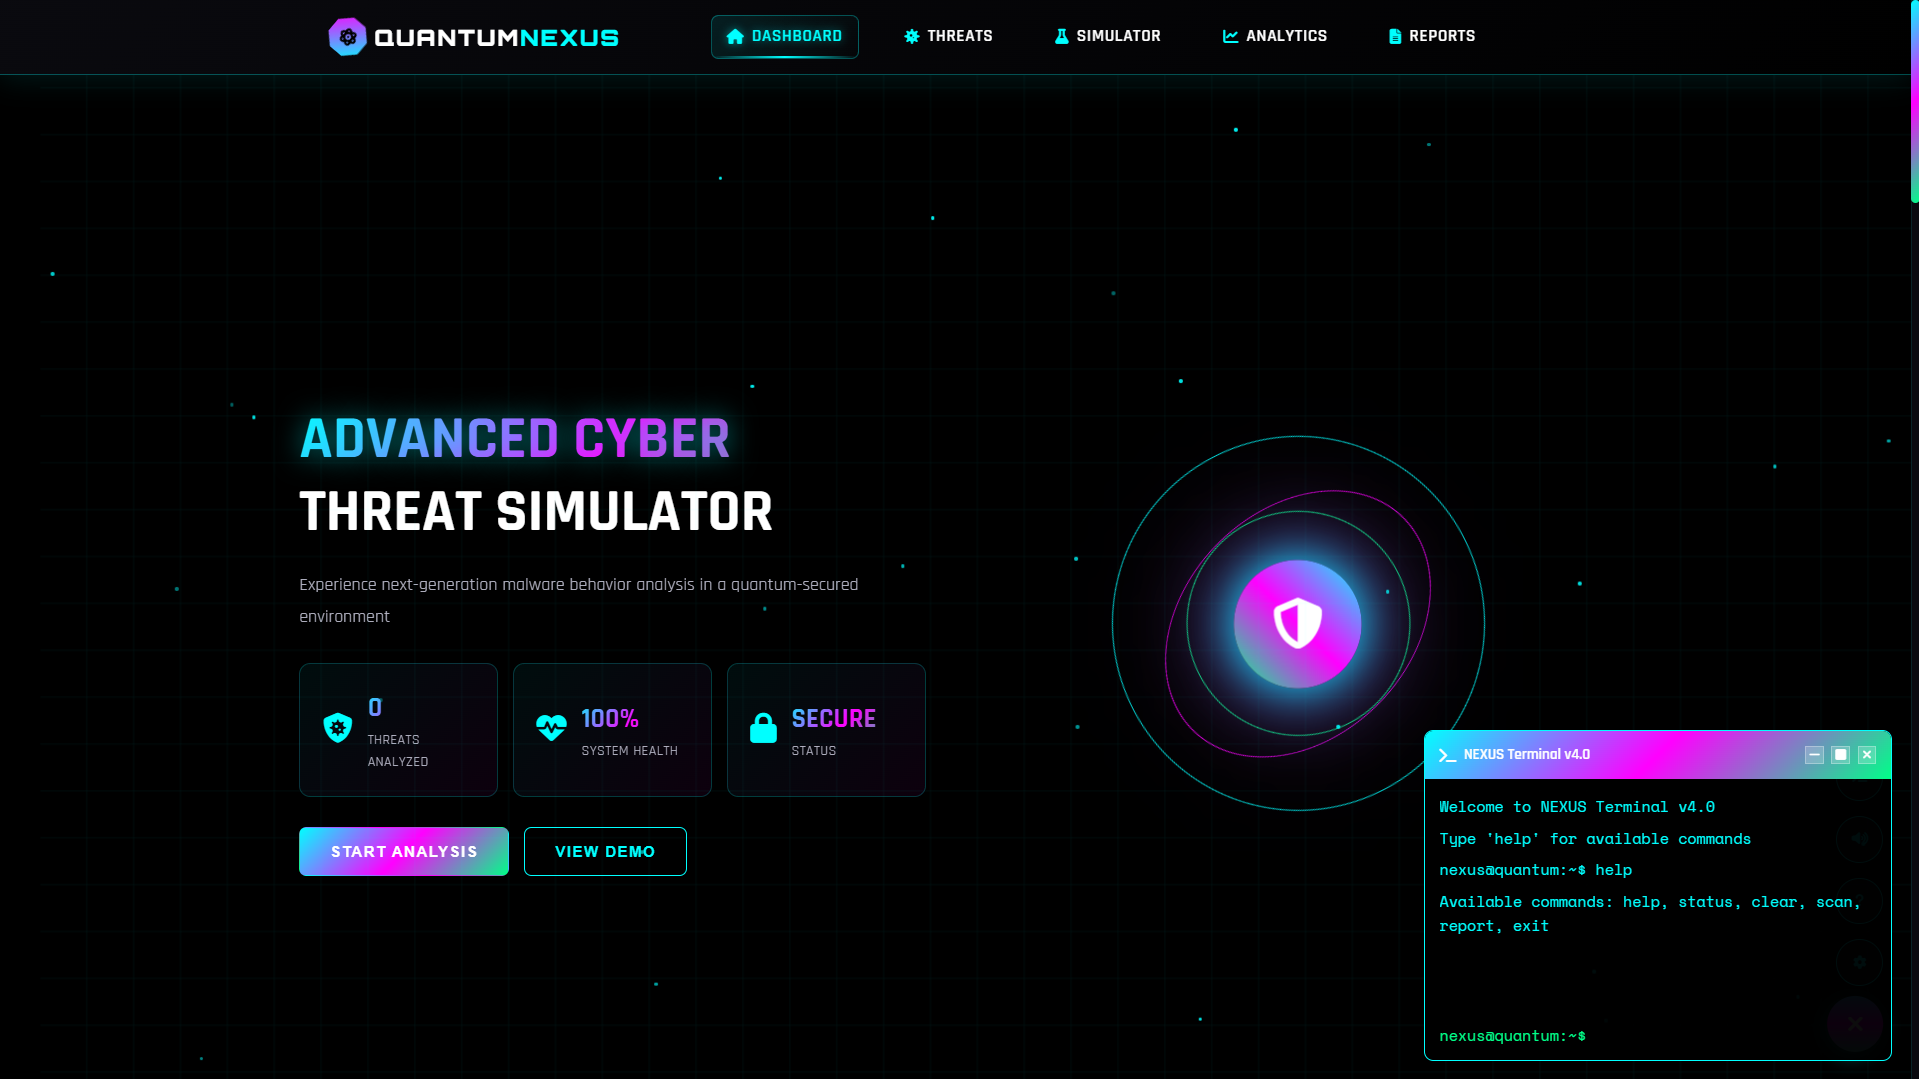 QUANTUMNEXUS
DASHBOARD
THREATS
SIMULATOR
ANALYTICS
REPORTS
ADVANCED CYBER
THREAT SIMULATOR
Experience next-generation malware behavior analysis in a quantum-secured
environment
0
THREATS
ANALYZED
100%
SYSTEM HEALTH
SECURE
STATUS
START ANALYSIS
VIEW DEMO
NEXUS Terminal v4.0
Welcome to NEXUS Terminal v4.0
Type 'help' for available commands
nexus@quantum:~$ help
Available commands: help, status, clear, scan,
report, exit
nexus@quantum:~$